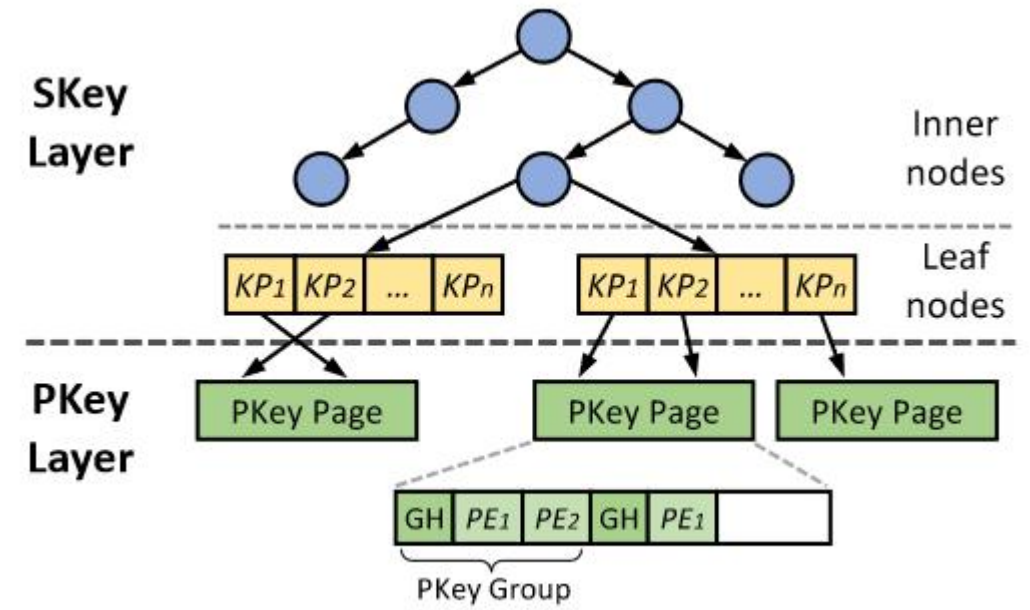 SKey
Layer
Inner
nodes
Leaf
nodes
KP1 KP2 ... KPn
KP1 KP2 ... KPn
PKey
Layer
PKey Page
PKey Page
PKey Page
GH PE1 PE2 GH PE1
PKey Group